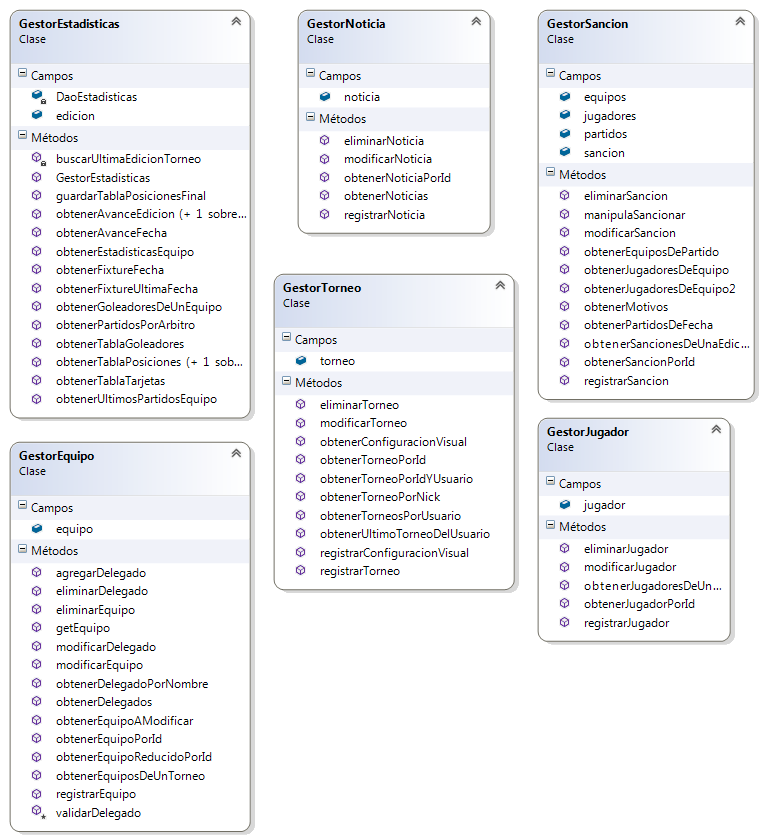 GestorEstadisticas
Clase
Campos
DaoEstadisticas
edicion
Métodos
buscarUltimaEdicionTorneo
GestorEstadisticas
guardarTablaPosicionesFinal
obtenerAvanceEdicion (+ 1 sobre...
obtenerAvanceFecha
obtenerEstadisticasEquipo
obtenerFixtureFecha
obtenerFixtureUltimaFecha
obtenerGoleadoresDeUnEquipo
obtenerPartidosPorArbitro
obtenerTablaGoleadores
obtenerTablaPosiciones (+ 1 sob...
obtenerTablaTarjetas
obtenerUltimosPartidosEquipo
GestorEquipo
Clase
Campos
equipo
Métodos
agregarDelegado
eliminarDelegado
eliminarEquipo
getEquipo
modificarDelegado
modificarEquipo
obtenerDelegadoPorNombre
obtenerDelegados
obtenerEquipoAModificar
obtenerEquipoPorId
obtenerEquipoReducidoPorId
obtenerEquiposDeUnTorneo
registrarEquipo
validarDelegado
GestorNoticia
Clase
Campos
noticia
Métodos
eliminarNoticia
modificarNoticia
obtenerNoticiaPorId
obtenerNoticias
registrarNoticia
GestorTorneo
Clase
Campos
torneo
Métodos
eliminarTorneo
modificarTorneo
obtenerConfiguracionVisual
obtenerTorneoPorId
obtenerTorneoPorIdYUsuario
obtenerTorneoPorNick
obtenerTorneosPorUsuario
obtenerUltimoTorneoDelUsuario
registrarConfiguracionVisual
registrarTorneo
GestorSancion
Clase
Campos
equipos
jugadores
partidos
sancion
Métodos
eliminarSancion
manipulaSancionar
modificarSancion
obtenerEquiposDePartido
obtenerJugadoresDeEquipo
obtenerJugadoresDeEquipo2
obtenerMotivos
obtenerPartidosDeFecha
obtenerSancionesDeUnaEdic...
obtenerSancionPorId
registrarSancion
GestorJugador
Clase
Campos
jugador
Métodos
eliminarJugador
modificarJugador
obtenerJugadoresDeUn...
obtenerJugadorPorId
registrarJugador